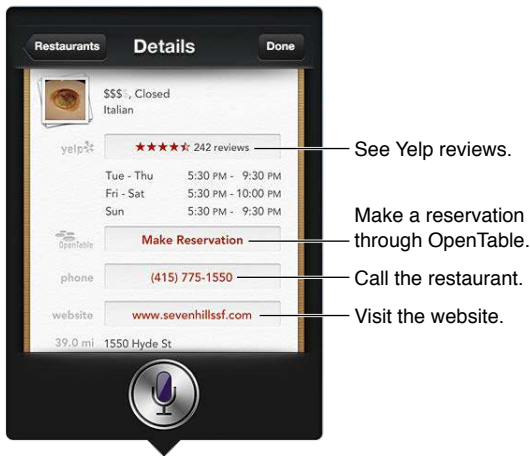 Restaurants
Details
Done
$$$$, Closed
Italian
yelp
242 reviews
See Yelp reviews.
Tue - Thu 5:30 PM - 9:30 PM
Fri - Sat 5:30 PM - 10:00 PM
Sun 5:30 PM - 9:30 PM
OpenTable
Make Reservation
Make a reservation
through OpenTable.
phone
(415) 775-1550
Call the restaurant.
website
www.sevenhillssf.com
Visit the website.
39.0 mi 1550 Hyde St